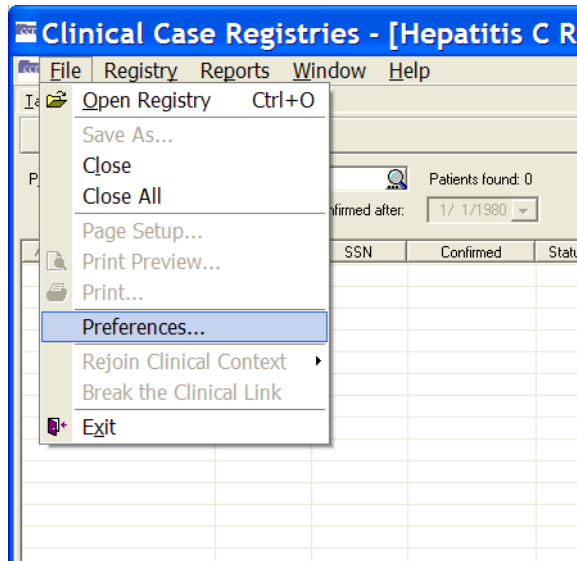 Clinical Case Registries - [Hepatitis C R
File Registry Reports Window Help
Open Registry Ctrl+O
Save As...
Close
Close All
Page Setup...
Print Preview...
Print...
Preferences...
Rejoin Clinical Context
Break the Clinical Link
Exit
Patients found: 0
after:
1/ 1/1980
SSN Confirmed